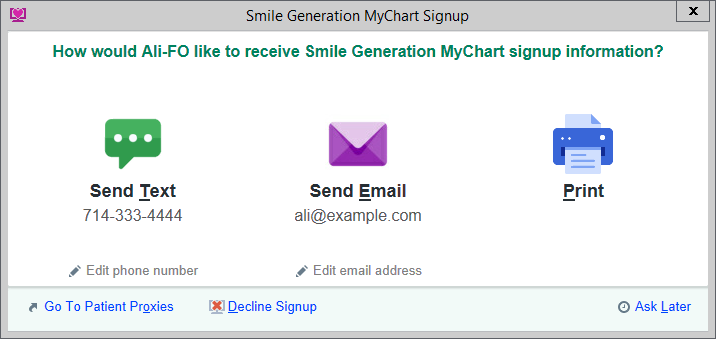 Smile Generation MyChart Signup
x
How would Ali-FO like to receive Smile Generation MyChart signup information?
Send Text
714-333-4444
Edit phone number
Send Email
ali@example.com
Edit email address
Print
Go To Patient Proxies
Decline Signup
Ask Later